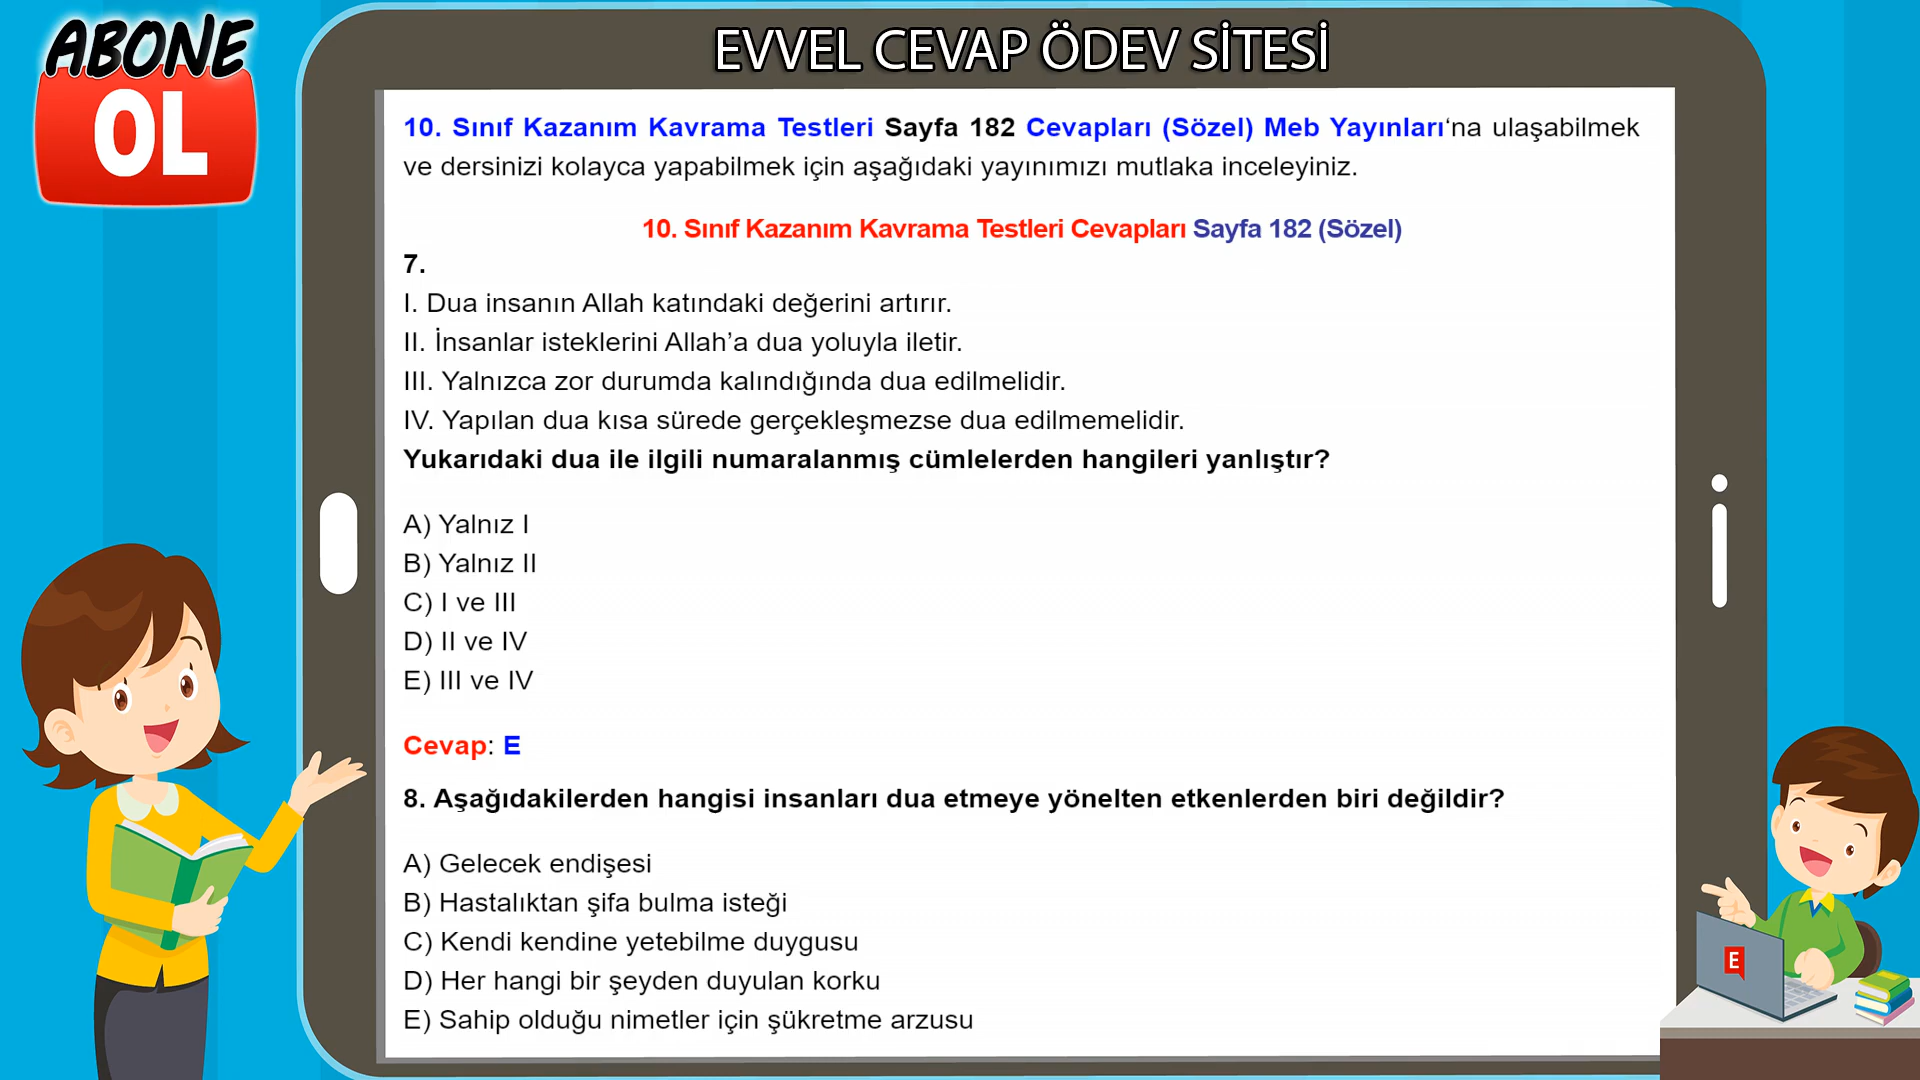 ABONE
OL
EVVEL CEVAP ÖDEV SİTESİ
10. Sınıf Kazanım Kavrama Testleri Sayfa 182 Cevapları (Sözel) Meb Yayınları‘na ulaşabilmek
ve dersinizi kolayca yapabilmek için aşağıdaki yayınımızı mutlaka inceleyiniz.
10. Sınıf Kazanım Kavrama Testleri Cevapları Sayfa 182 (Sözel)
7.
I. Dua insanın Allah katındaki değerini artırır.
II. İnsanlar isteklerini Allah’a dua yoluyla iletir.
III. Yalnızca zor durumda kalındığında dua edilmelidir.
IV. Yapılan dua kısa sürede gerçekleşmezse dua edilmemelidir.
Yukarıdaki dua ile ilgili numaralanmış cümlelerden hangileri yanlıştır?
A) Yalnız I
B) Yalnız II
C) I ve III
D) II ve IV
E) III ve IV
Cevap: E
8. Aşağıdakilerden hangisi insanları dua etmeye yönelten etkenlerden biri değildir?
A) Gelecek endişesi
B) Hastalıktan şifa bulma isteği
C) Kendi kendine yetebilme duygusu
D) Her hangi bir şeyden duyulan korku
E) Sahip olduğu nimetler için şükretme arzusu
E